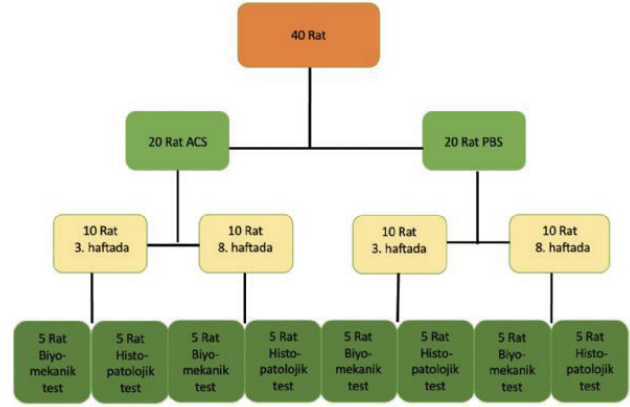 40 Rat
20 Rat ACS
20 Rat PBS
10 Rat
3. haftada
10 Rat
8. haftada
10 Rat
3. haftada
10 Rat
8. haftada
5 Rat
Biyo-
mekanik
test
5 Rat
Histo-
patolojik
test
5 Rat
Biyo-
mekanik
test
5 Rat
Histo-
patolojik
test
5 Rat
Biyo-
mekanik
test
5 Rat
Histo-
patolojik
test
5 Rat
Biyo-
mekanik
test
5 Rat
Histo-
patolojik
test